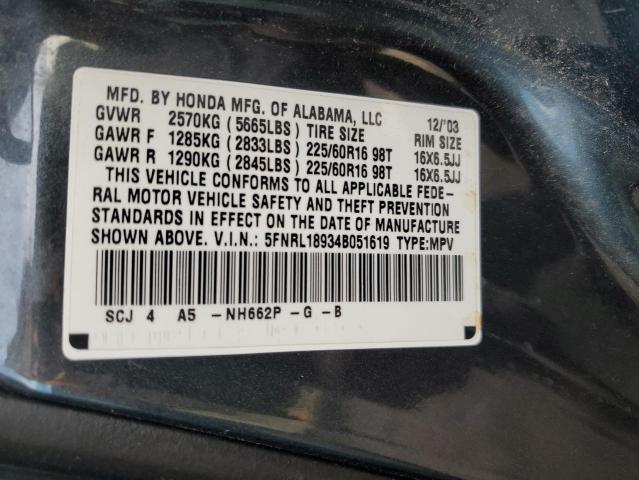 MFD. BY HONDA MFG. OF ALABAMA, LLC 12/'03
GVWR 2570KG (5665LBS) TIRE SIZE RIM SIZE
GAWR F 1285KG (2833LBS) 225/60R16 98T 16X6.5JJ
GAWR R 1290KG (2845LBS) 225/60R16 98T 16X6.5JJ
THIS VEHICLE CONFORMS TO ALL APPLICABLE FEDE-
RAL MOTOR VEHICLE SAFETY AND THEFT PREVENTION
STANDARDS IN EFFECT ON THE DATE OF MANUFACTURE
SHOWN ABOVE. V.I.N.: 5FNRL18934B051619 TYPE:MPV
SCJ 4 A5 -NH662P -G -B